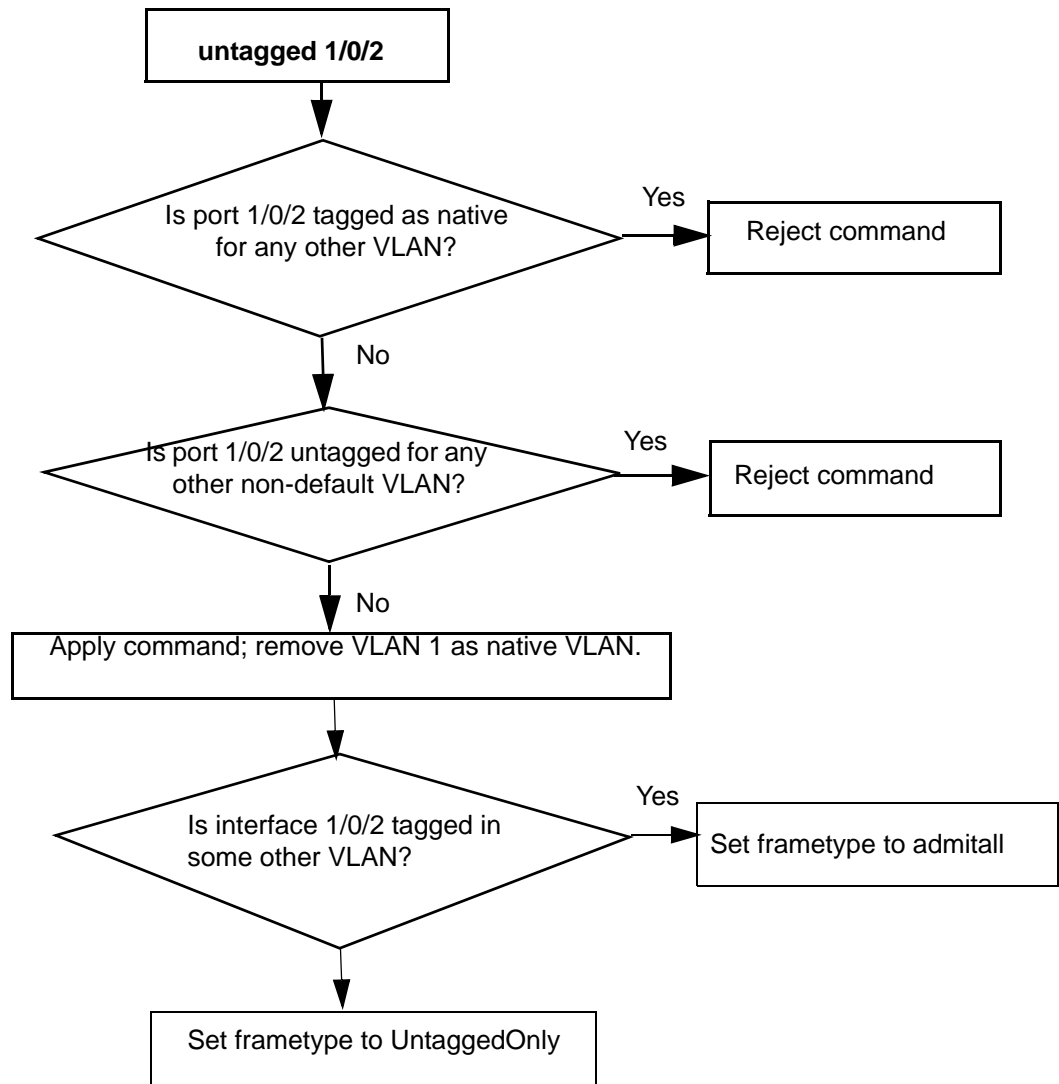 untagged 1/0/2
Is port 1/0/2 tagged as native
for any other VLAN?
Yes
Reject command
No
Is port 1/0/2 untagged for any
other non-default VLAN?
Yes
Reject command
No
Apply command; remove VLAN 1 as native VLAN.
Is interface 1/0/2 tagged in
some other VLAN?
Yes
Set frametype to admitall
Set frametype to UntaggedOnly